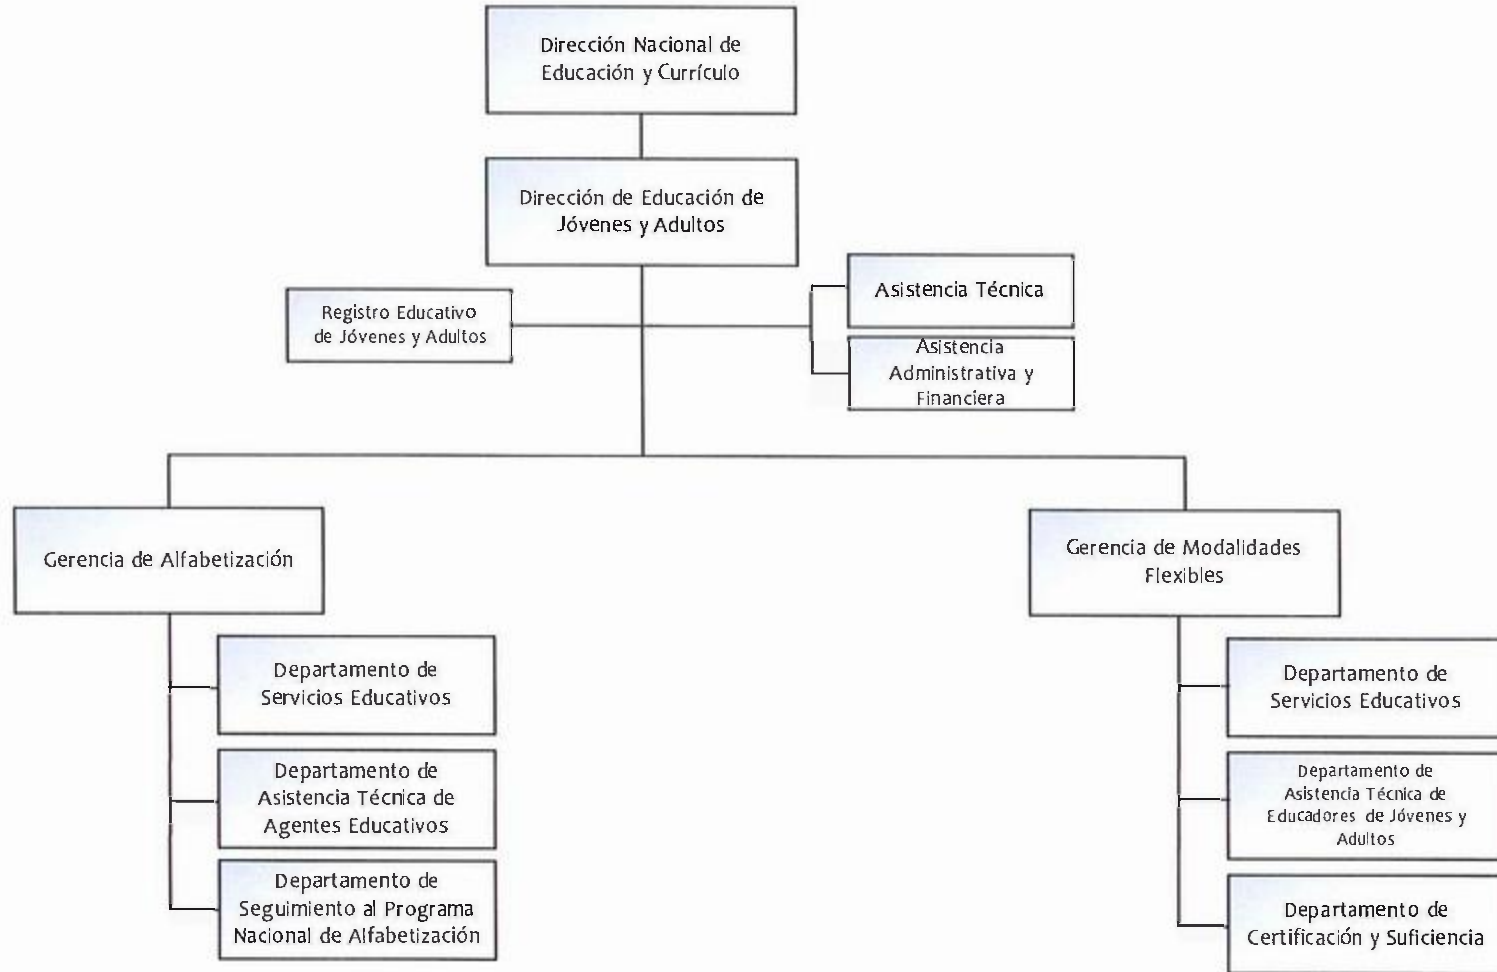 Dirección Nacional de
Educación y Currículo
Dirección de Educación de
Jóvenes y Adultos
Registro Educativo
de Jóvenes y Adultos
Asistencia Técnica
Asistencia
Administrativa y
Financiera
Gerencia de Alfabetización
Gerencia de Modalidades
Flexibles
Departamento de
Servicios Educativos
Departamento de
Asistencia Técnica de
Agentes Educativos
Departamento de
Seguimiento al Programa
Nacional de Alfabetización
Departamento de
Servicios Educativos
Departamento de
Asistencia Técnica de
Educadores de Jóvenes y
Adultos
Departamento de
Certificación y Suficiencia